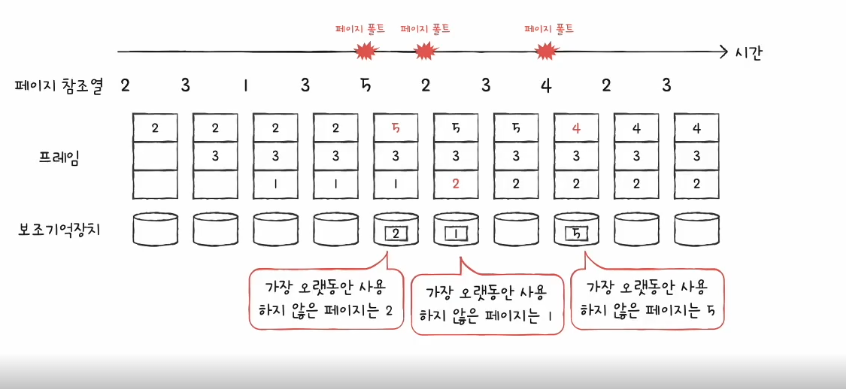 페이지 폴트 페이지 폴트 페이지 폴트
시간
페이지 참조열 2 3 1 3 5 2 3 4 2 3
2 2 2 2 5 5 5 4 4 4
프레임 3 3 3 3 3 3 3 3 3
1 1 1 2 2 2 2 2
보조기억장치 2 1 5
가장 오랫동안 사용
하지 않은 페이지는 2
가장 오랫동안 사용
하지 않은 페이지는 1
가장 오랫동안 사용
하지 않은 페이지는 5